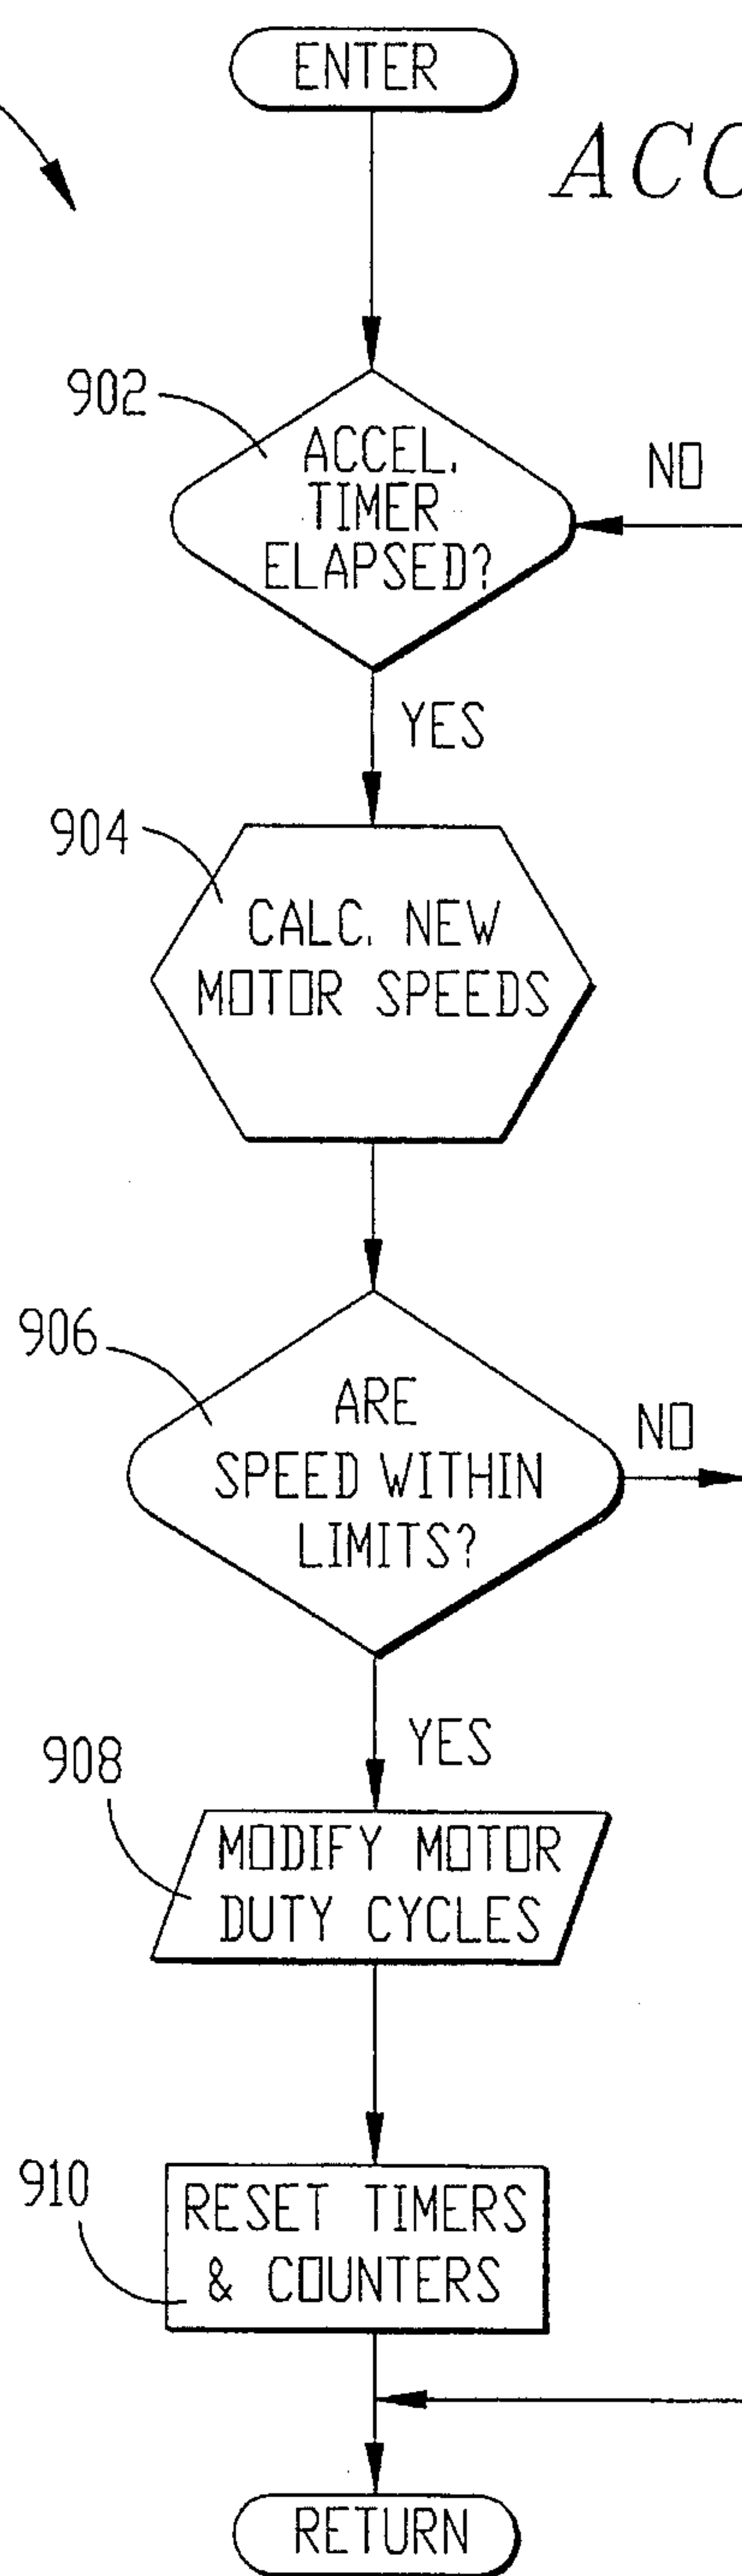 ENTER
ACC
902
ACCEL.
TIMER
ELAPSED?
NO
YES
904
CALC. NEW
MOTOR SPEEDS
906
ARE
SPEED WITHIN
LIMITS?
NO
YES
908
MODIFY MOTOR
DUTY CYCLES
910
RESET TIMERS
& COUNTERS
RETURN